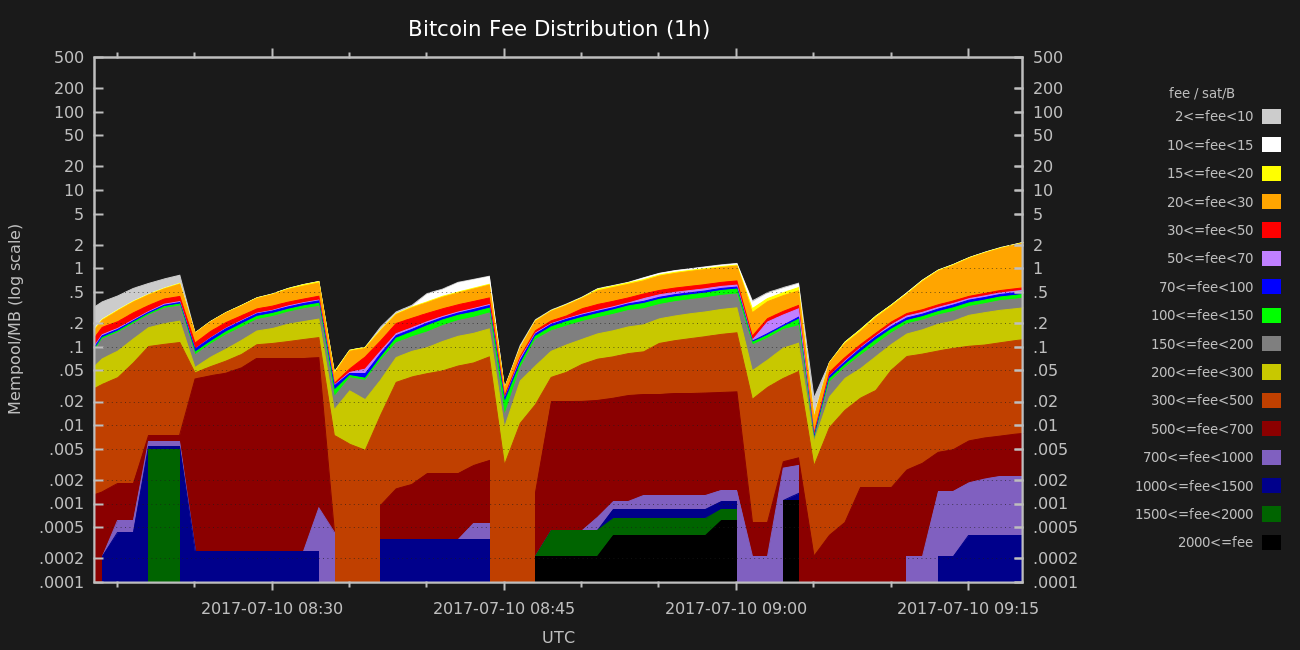 Bitcoin Fee Distribution (1h)
Mempool/MB (log scale)
500
200
100
50
20
10
5
2
1
.5
.2
.1
.05
.02
.01
.005
.002
.001
.0005
.0002
.0001
500
200
100
50
20
10
5
2
1
.5
.2
.1
.05
.02
.01
.005
.002
.001
.0005
.0002
.0001
2017-07-10 08:30
2017-07-10 08:45
2017-07-10 09:00
2017-07-10 09:15
UTC
fee / sat/B
2<=fee<10
10<=fee<15
15<=fee<20
20<=fee<30
30<=fee<50
50<=fee<70
70<=fee<100
100<=fee<150
150<=fee<200
200<=fee<300
300<=fee<500
500<=fee<700
700<=fee<1000
1000<=fee<1500
1500<=fee<2000
2000<=fee